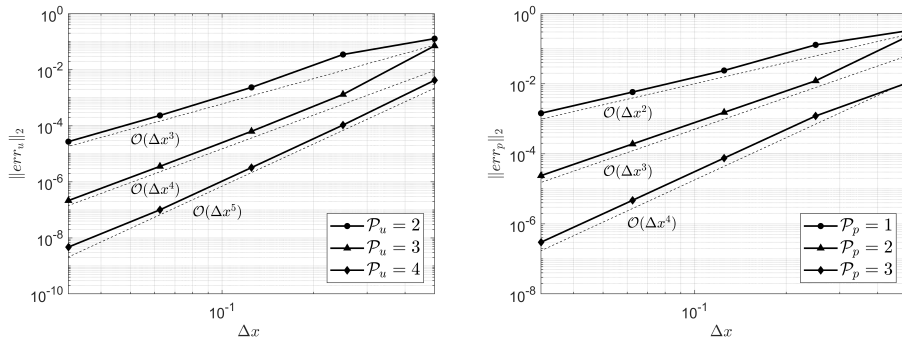 10^0
10^-2
10^-4
10^-6
10^-8
10^-10
‖err_u‖_2
O(Δx^3)
O(Δx^4)
O(Δx^5)
P_u = 2
P_u = 3
P_u = 4
10^-1
Δx
10^0
10^-2
10^-4
10^-6
10^-8
‖err_p‖_2
O(Δx^2)
O(Δx^3)
O(Δx^4)
P_p = 1
P_p = 2
P_p = 3
10^-1
Δx